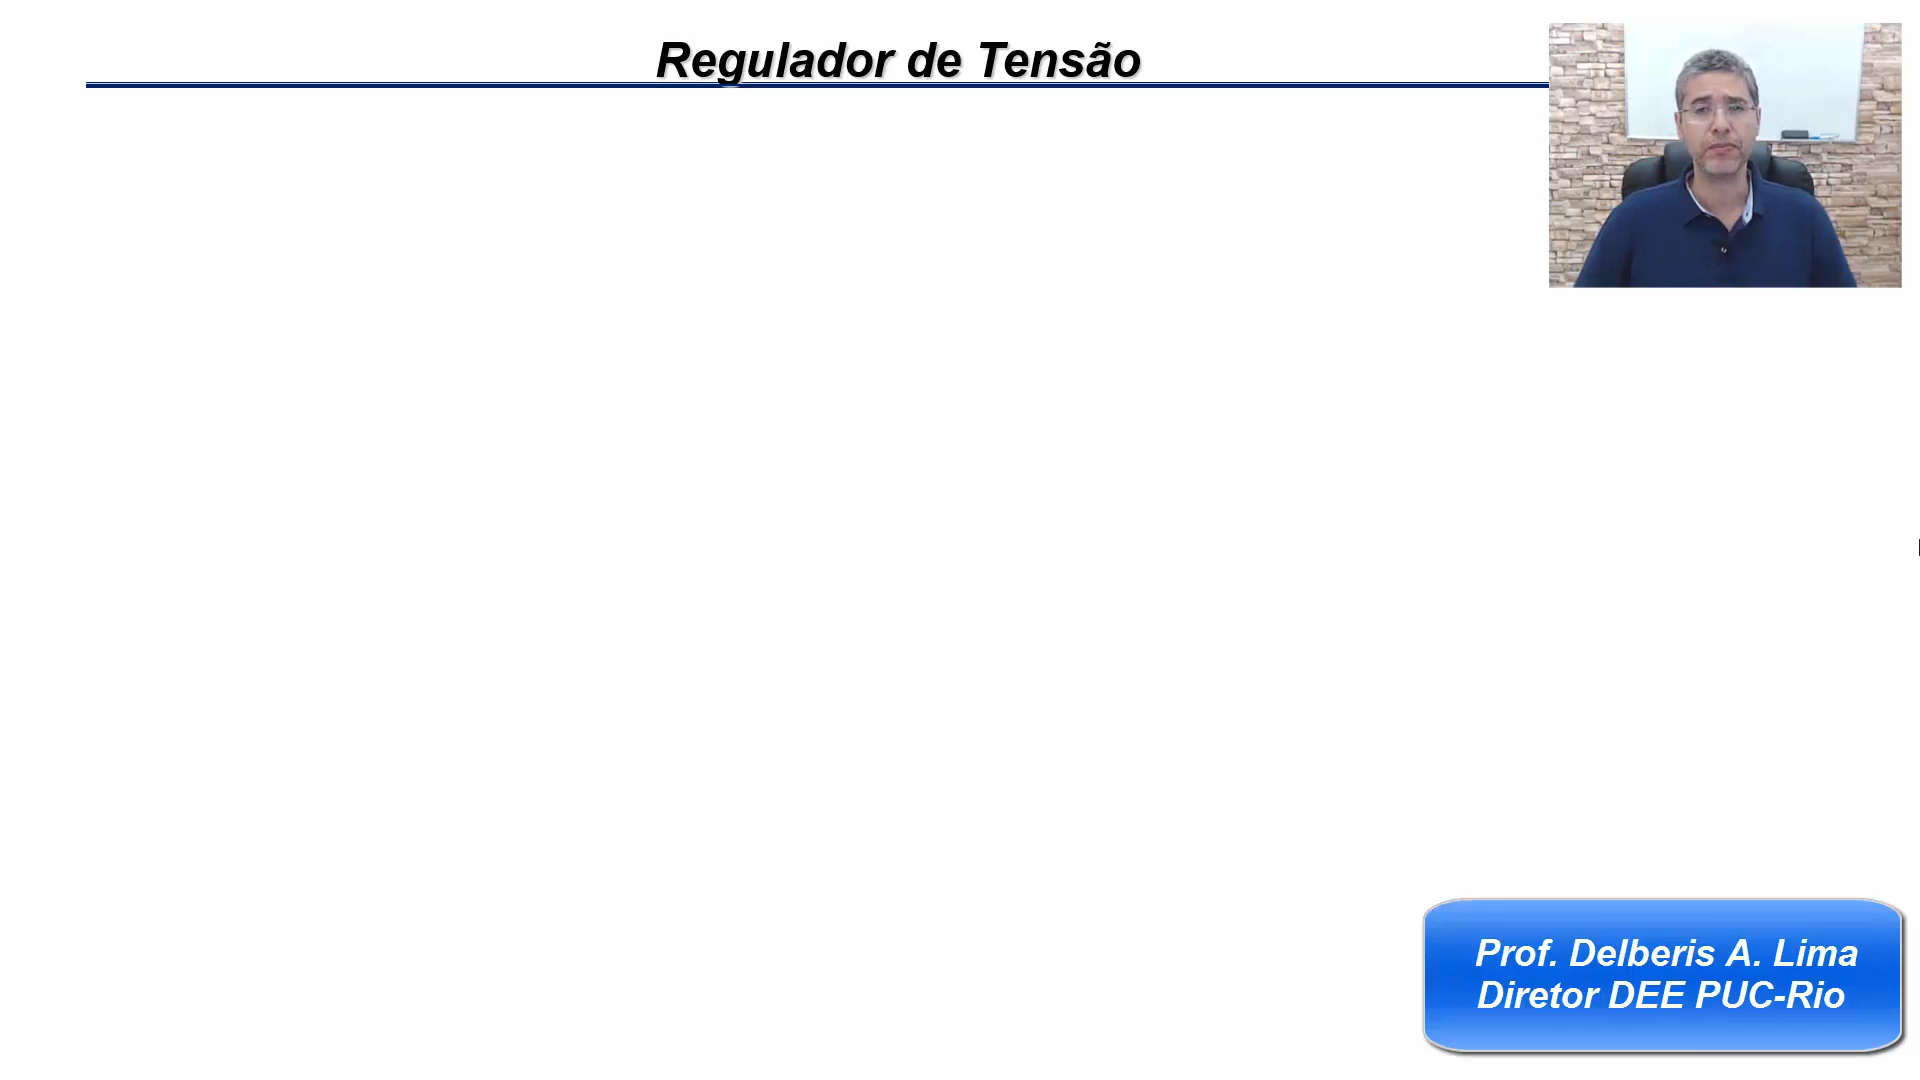 Regulador de Tensão
Prof. Delberis A. Lima
Diretor DEE PUC-Rio